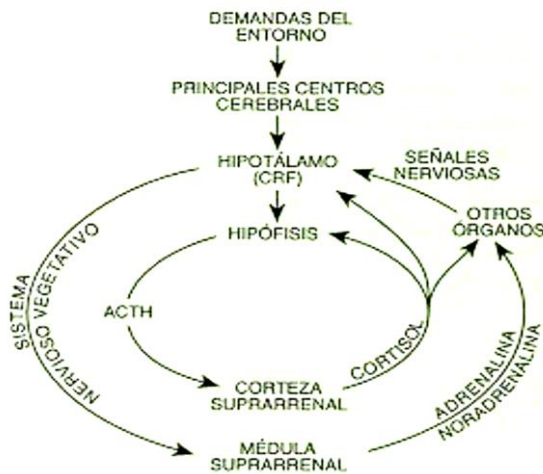 DEMANDAS DEL
ENTORNO
PRINCIPALES CENTROS
CEREBRALES
HIPOTÁLAMO
(CRF)
SEÑALES
NERVIOSAS
OTROS
ÓRGANOS
HIPÓFISIS
SISTEMA
NERVIOSO VEGETATIVO
ACTH
CORTISOL
ADRENALINA
NORADRENALINA
CORTEZA
SUPRARRENAL
MÉDULA
SUPRARRENAL